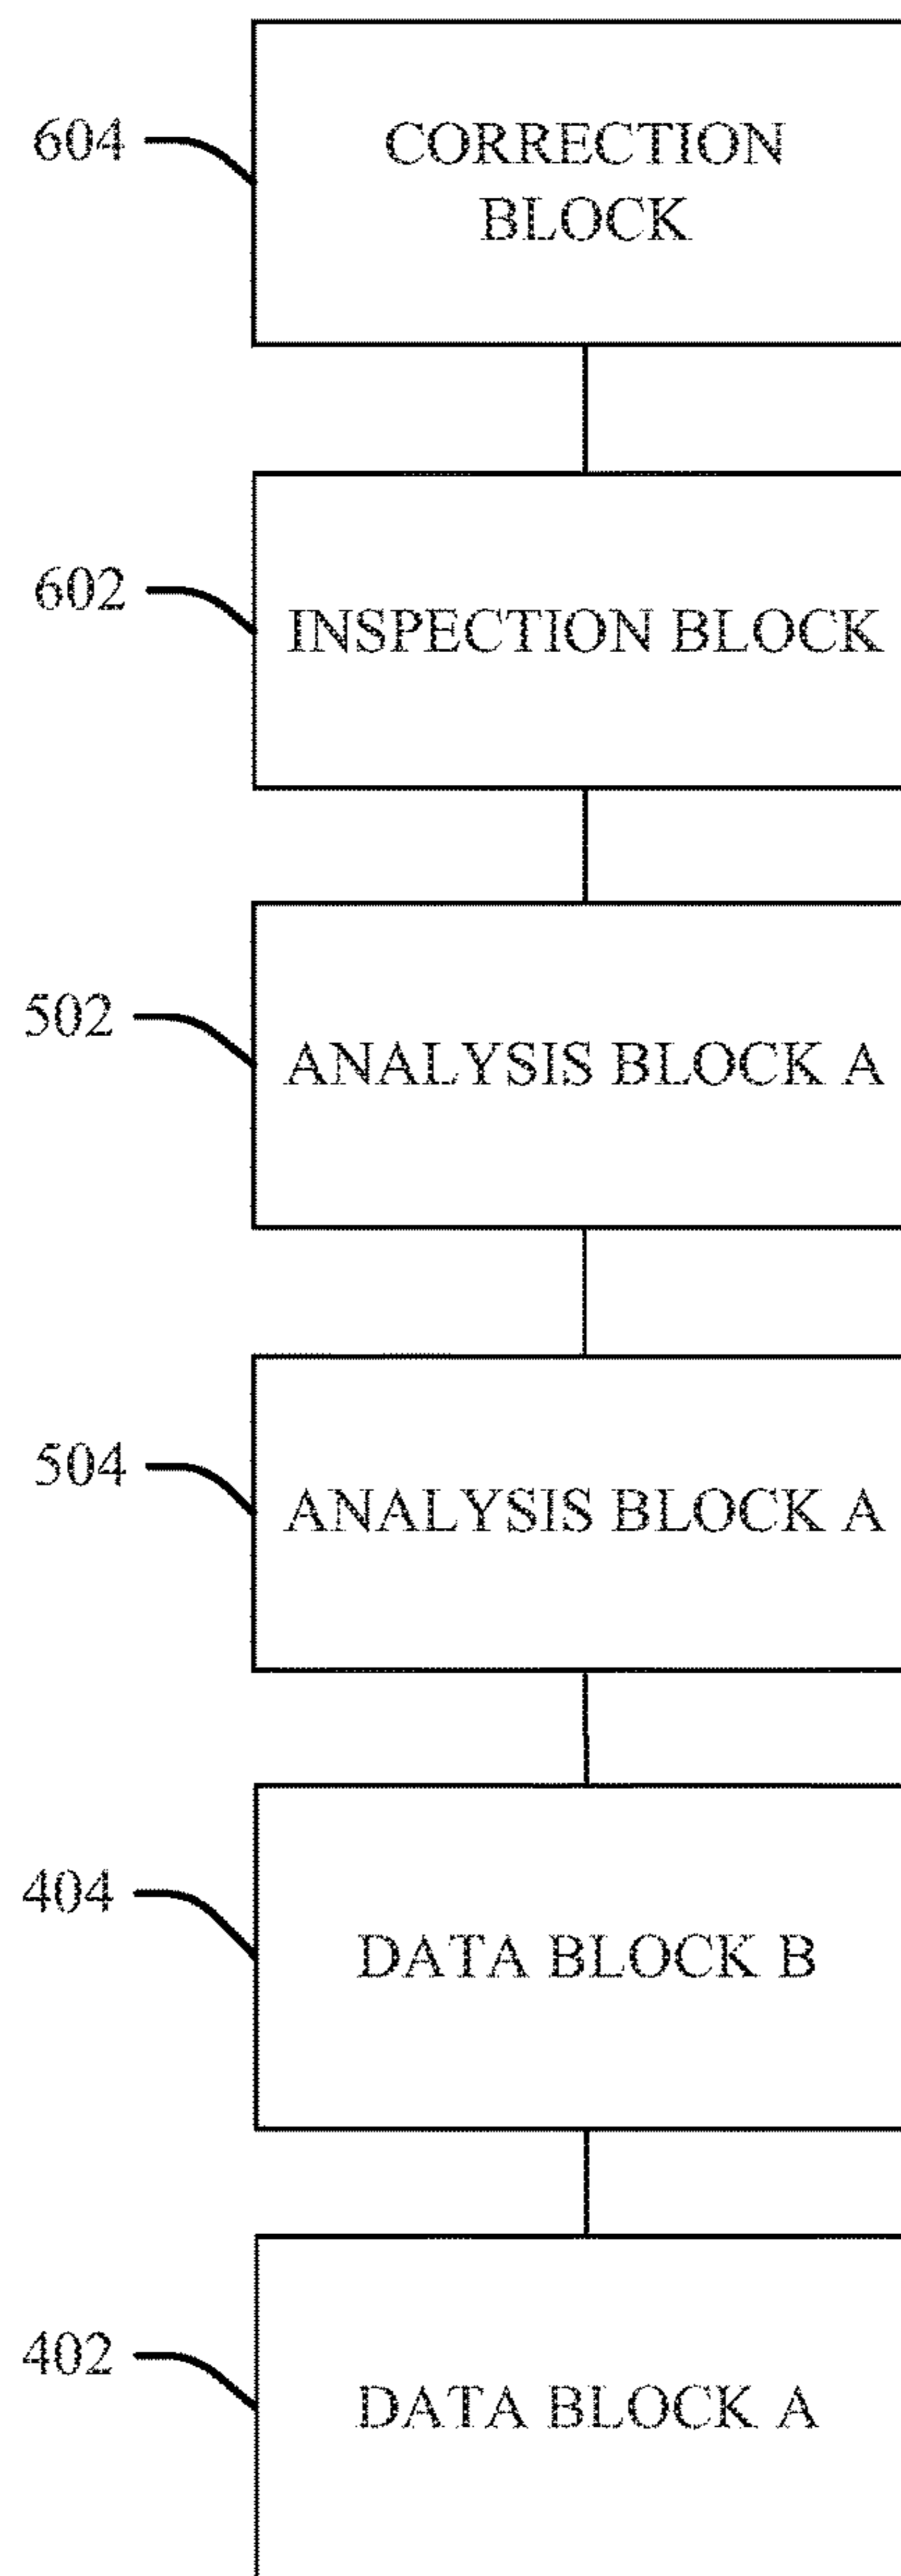 604
CORRECTION
BLOCK
602
INSPECTION BLOCK
502
ANALYSIS BLOCK A
504
ANALYSIS BLOCK A
404
DATA BLOCK B
402
DATA BLOCK A